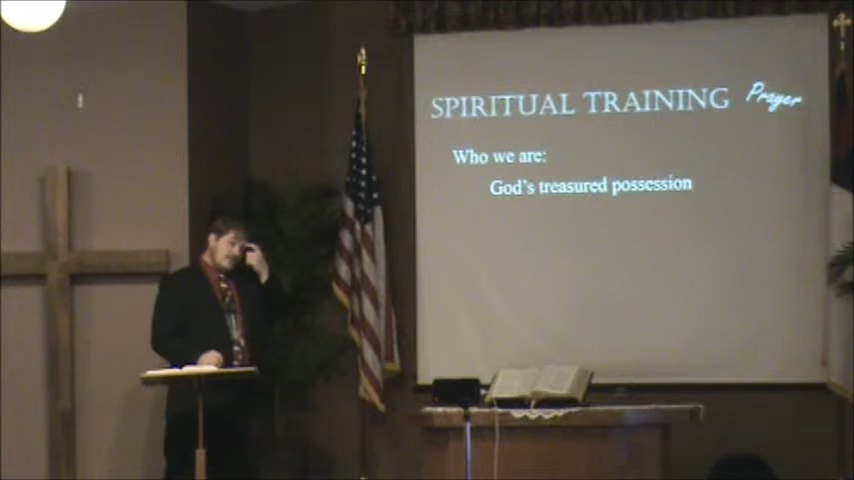 SPIRITUAL TRAINING Prayer
Who we are:
God's treasured possession